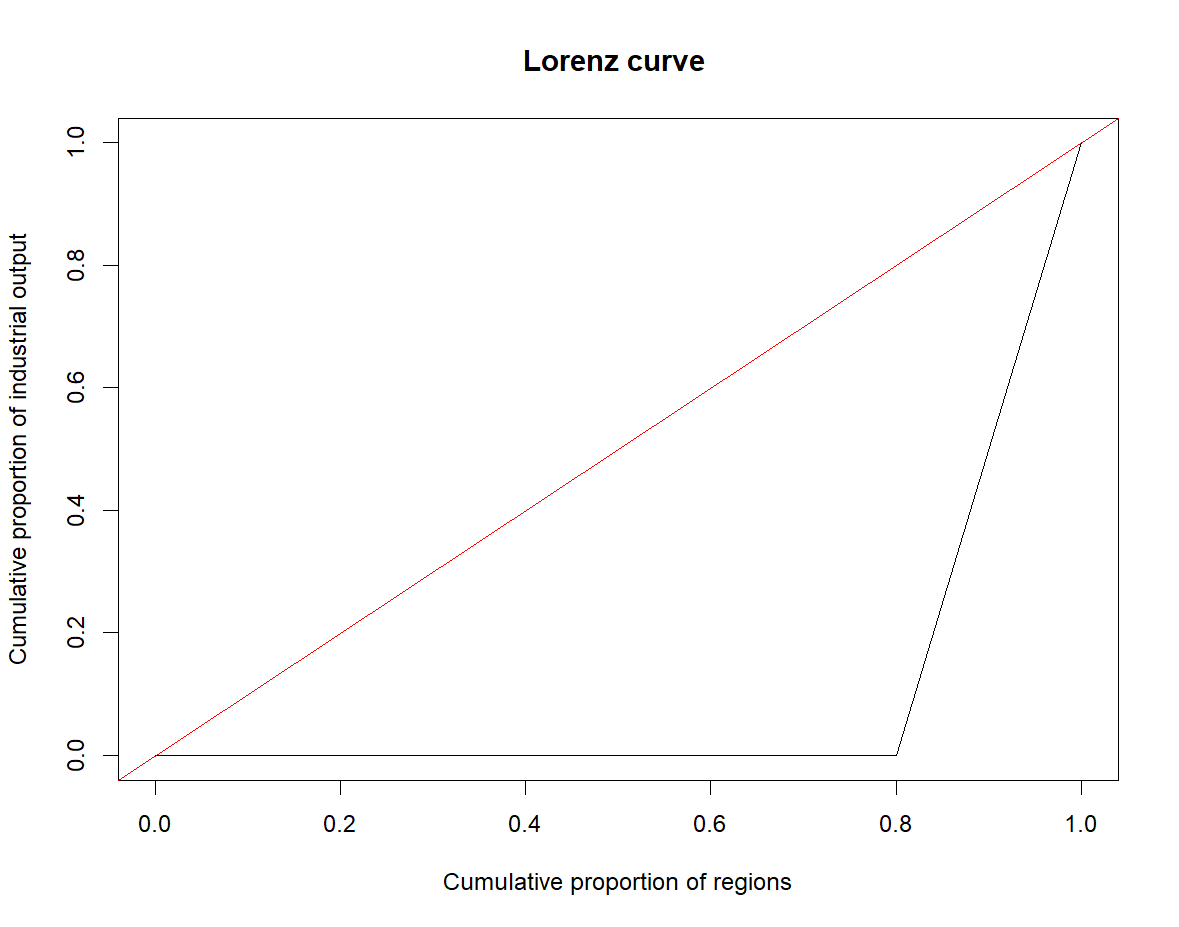 Lorenz curve
Cumulative proportion of industrial output
1.0
0.8
0.6
0.4
0.2
0.0
0.0 0.2 0.4 0.6 0.8 1.0
Cumulative proportion of regions